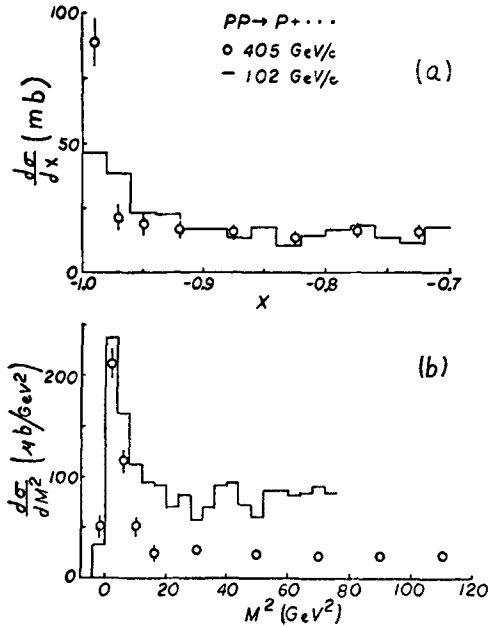 PP→ P+ ···
405 GeV/c
102 GeV/c
(a)
dσ/dx (mb)
100
50
0
-1.0 -0.9 -0.8 -0.7
X
(b)
dσ/dM² (μb/GeV²)
200
100
0
0 20 40 60 80 100 120
M² (GeV²)